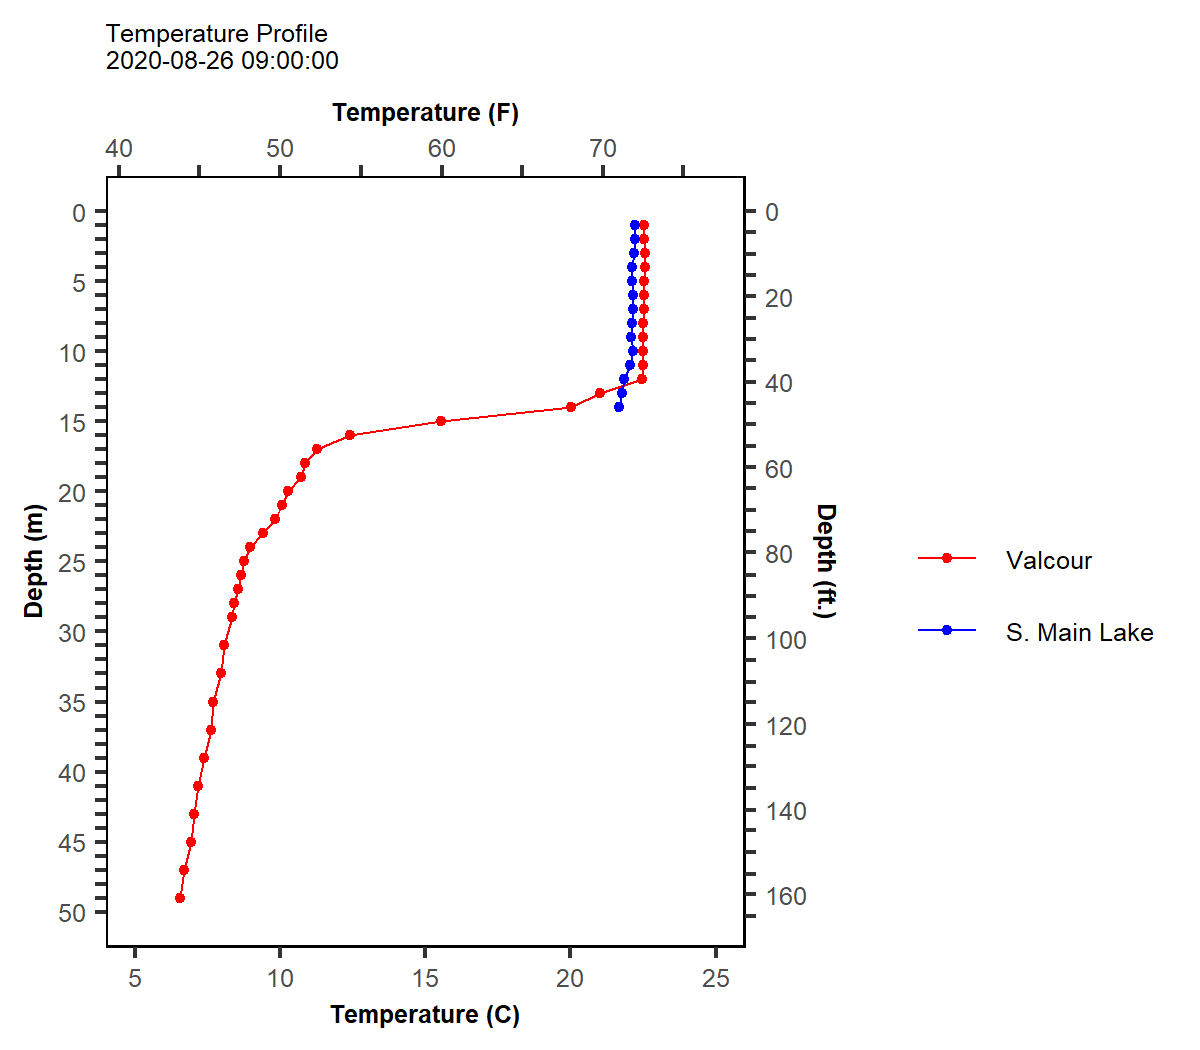 Temperature Profile
2020-08-26 09:00:00
Temperature (F)
40 50 60 70
0 0
5 20
10 40
15 60
20 80
25 100
30 120
35 140
40 160
45
50
Depth (m)
Depth (ft.)
Valcour
S. Main Lake
5 10 15 20 25
Temperature (C)